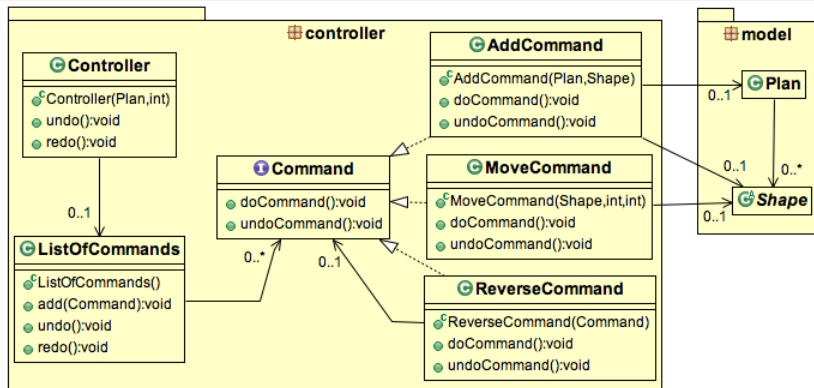 controller
model
Controller
Controller(Plan,int)
undo():void
redo():void
0..1
ListOfCommands
ListOfCommands()
add(Command):void
undo():void
redo():void
0..*
Command
doCommand():void
undoCommand():void
0..1
AddCommand
AddCommand(Plan,Shape)
doCommand():void
undoCommand():void
0..1
0..1
MoveCommand
MoveCommand(Shape,int,int)
doCommand():void
undoCommand():void
0..1
ReverseCommand
ReverseCommand(Command)
doCommand():void
undoCommand():void
Plan
0..*
Shape